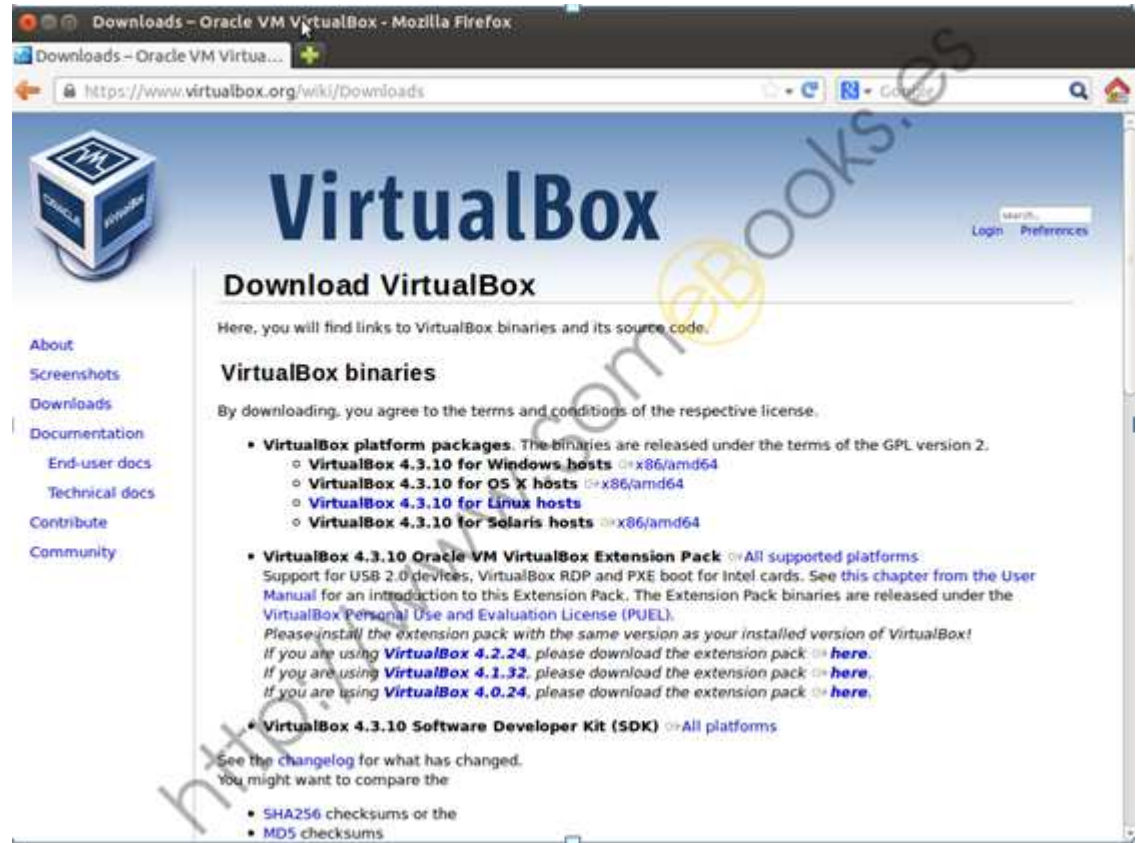 Downloads – Oracle VM VirtualBox - Mozilla Firefox
Downloads – Oracle VM Virtua...
https://www.virtualbox.org/wiki/Downloads
Google
ORACLE
VirtualBox
VirtualBox
search...
Login Preferences
Download VirtualBox
Here, you will find links to VirtualBox binaries and its source code.
About
Screenshots
Downloads
Documentation
End-user docs
Technical docs
Contribute
Community
VirtualBox binaries
By downloading, you agree to the terms and conditions of the respective license.
• VirtualBox platform packages. The binaries are released under the terms of the GPL version 2.
○ VirtualBox 4.3.10 for Windows hosts x86/amd64
○ VirtualBox 4.3.10 for OS X hosts x86/amd64
○ VirtualBox 4.3.10 for Linux hosts
○ VirtualBox 4.3.10 for Solaris hosts x86/amd64
• VirtualBox 4.3.10 Oracle VM VirtualBox Extension Pack All supported platforms
Support for USB 2.0 devices, VirtualBox RDP and PXE boot for Intel cards. See this chapter from the User
Manual for an introduction to this Extension Pack. The Extension Pack binaries are released under the
VirtualBox Personal Use and Evaluation License (PUEL).
Please install the extension pack with the same version as your installed version of VirtualBox!
If you are using VirtualBox 4.2.24, please download the extension pack here.
If you are using VirtualBox 4.1.32, please download the extension pack here.
If you are using VirtualBox 4.0.24, please download the extension pack here.
• VirtualBox 4.3.10 Software Developer Kit (SDK) All platforms
See the changelog for what has changed.
You might want to compare the
• SHA256 checksums or the
• MD5 checksums
http://www.someBooks.es